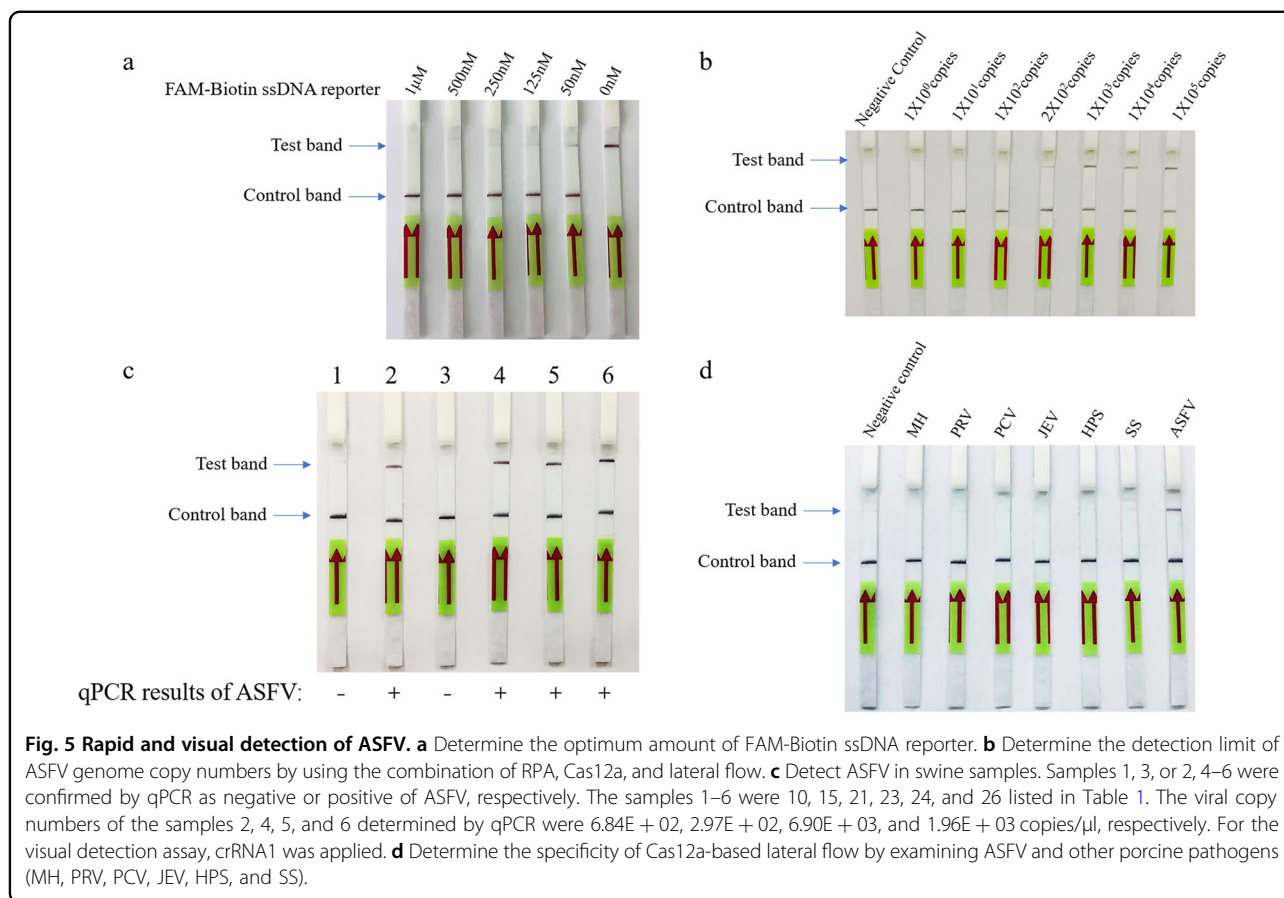 a
FAM-Biotin ssDNA reporter
1μM
500nM
250nM
125nM
50nM
0nM
Test band
Control band
b
Negative Control
1X10⁰copies
1X10¹copies
1X10²copies
2X10²copies
1X10³copies
1X10⁴copies
1X10⁵copies
Test band
Control band
c
1 2 3 4 5 6
Test band
Control band
qPCR results of ASFV: - + - + + +
d
Negative control
MH
PRV
PCV
JEV
HPS
SS
ASFV
Test band
Control band
Fig. 5 Rapid and visual detection of ASFV. a Determine the optimum amount of FAM-Biotin ssDNA reporter. b Determine the detection limit of
ASFV genome copy numbers by using the combination of RPA, Cas12a, and lateral flow. c Detect ASFV in swine samples. Samples 1, 3, or 2, 4–6 were
confirmed by qPCR as negative or positive of ASFV, respectively. The samples 1–6 were 10, 15, 21, 23, 24, and 26 listed in Table 1. The viral copy
numbers of the samples 2, 4, 5, and 6 determined by qPCR were 6.84E + 02, 2.97E + 02, 6.90E + 03, and 1.96E + 03 copies/μl, respectively. For the
visual detection assay, crRNA1 was applied. d Determine the specificity of Cas12a-based lateral flow by examining ASFV and other porcine pathogens
(MH, PRV, PCV, JEV, HPS, and SS).